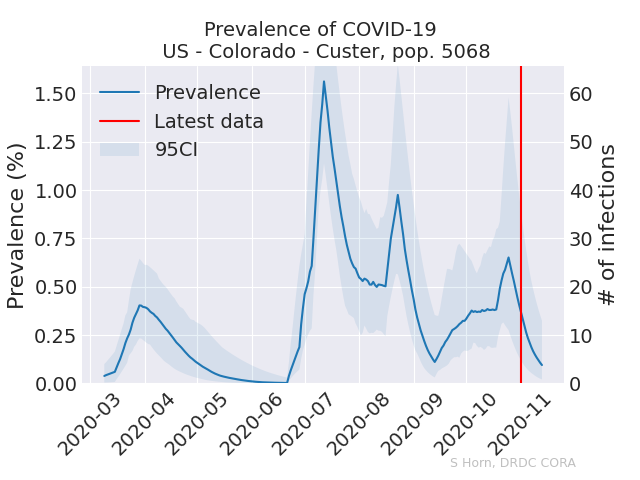 Prevalence of COVID-19
US - Colorado - Custer, pop. 5068
Prevalence
Latest data
95CI
Prevalence (%)
1.50
1.25
1.00
0.75
0.50
0.25
0.00
60
50
40
30
20
10
0
# of infections
2020-03
2020-04
2020-05
2020-06
2020-07
2020-08
2020-09
2020-10
2020-11
S Horn, DRDC CORA